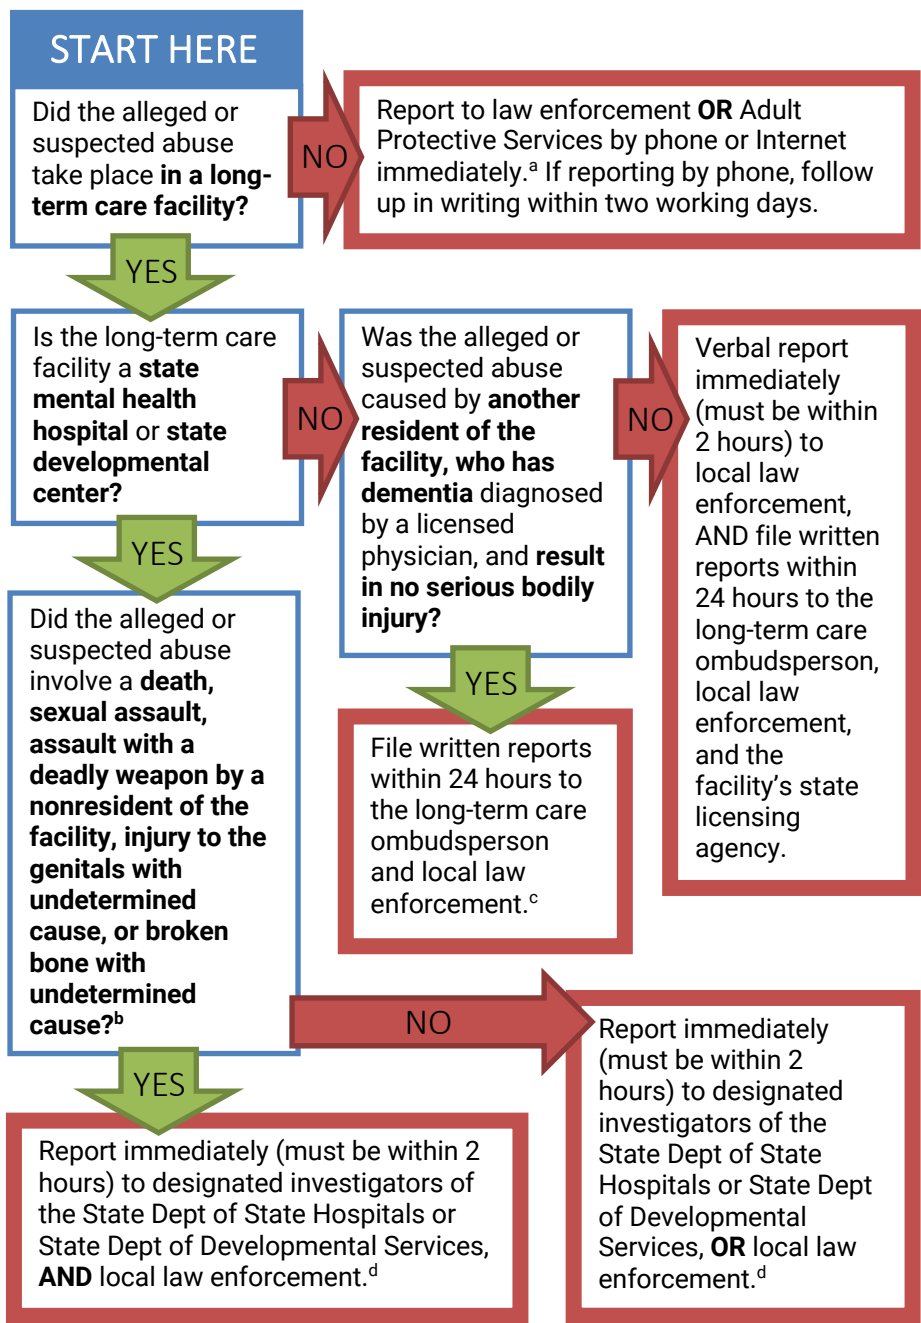 START HERE
Did the alleged or
suspected abuse
take place in a long-
term care facility?
NO
Report to law enforcement OR Adult
Protective Services by phone or Internet
immediately.a If reporting by phone, follow
up in writing within two working days.
YES
Is the long-term care
facility a state
mental health
hospital or state
developmental
center?
NO
Was the alleged or
suspected abuse
caused by another
resident of the
facility, who has
dementia diagnosed
by a licensed
physician, and result
in no serious bodily
injury?
NO
Verbal report
immediately
(must be within
2 hours) to
local law
enforcement,
AND file written
reports within
24 hours to the
long-term care
ombudsperson,
local law
enforcement,
and the
facility's state
licensing
agency.
YES
File written reports
within 24 hours to
the long-term care
ombudsperson
and local law
enforcement.c
YES
Did the alleged or
suspected abuse
involve a death,
sexual assault,
assault with a
deadly weapon by a
nonresident of the
facility, injury to the
genitals with
undetermined
cause, or broken
bone with
undetermined
cause?b
NO
Report immediately
(must be within 2
hours) to designated
investigators of the
State Dept of State
Hospitals or State Dept
of Developmental
Services, OR local law
enforcement.d
YES
Report immediately (must be within 2
hours) to designated investigators of
the State Dept of State Hospitals or
State Dept of Developmental Services,
AND local law enforcement.d